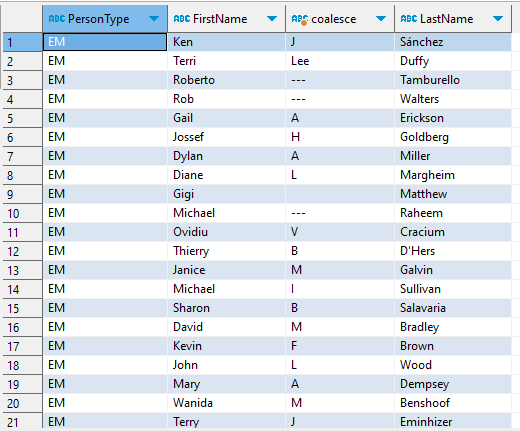 ABC PersonType ABC FirstName ABC coalesce ABC LastName
1 EM Ken J Sánchez
2 EM Terri Lee Duffy
3 EM Roberto --- Tamburello
4 EM Rob --- Walters
5 EM Gail A Erickson
6 EM Jossef H Goldberg
7 EM Dylan A Miller
8 EM Diane L Margheim
9 EM Gigi Matthew
10 EM Michael --- Raheem
11 EM Ovidiu V Cracium
12 EM Thierry B D'Hers
13 EM Janice M Galvin
14 EM Michael I Sullivan
15 EM Sharon B Salavaria
16 EM David M Bradley
17 EM Kevin F Brown
18 EM John L Wood
19 EM Mary A Dempsey
20 EM Wanida M Benshoof
21 EM Terry J Eminhizer